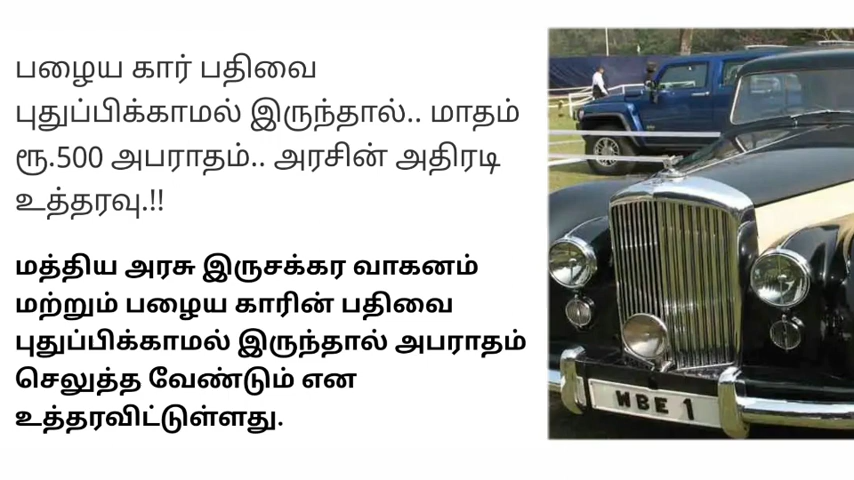 பழைய கார் பதிவை
புதுப்பிக்காமல் இருந்தால்.. மாதம்
ரூ.500 அபராதம்.. அரசின் அதிரடி
உத்தரவு.!!
மத்திய அரசு இருசக்கர வாகனம்
மற்றும் பழைய காரின் பதிவை
புதுப்பிக்காமல் இருந்தால் அபராதம்
செலுத்த வேண்டும் என
உத்தரவிட்டுள்ளது.
WBE 1